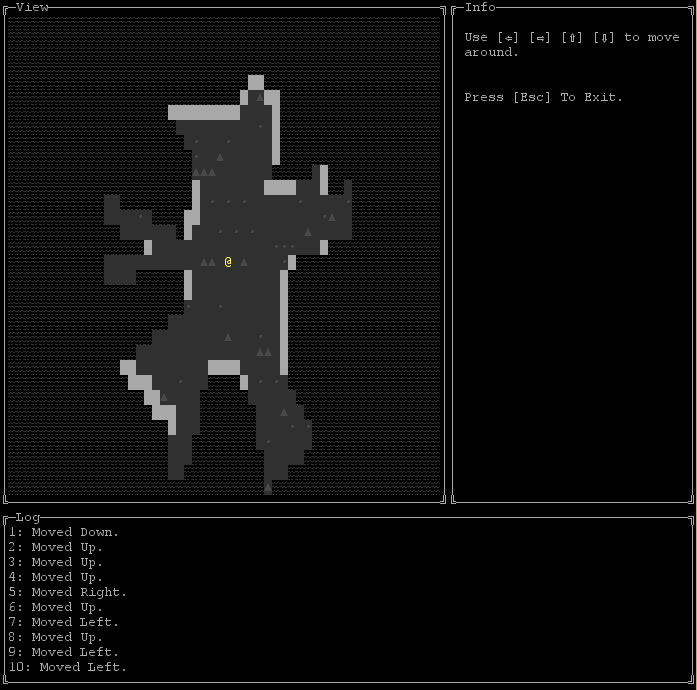 View
Info
Use [⇦] [⇨] [⇧] [⇩] to move
around.
Press [Esc] To Exit.
@
Log
1: Moved Down.
2: Moved Up.
3: Moved Up.
4: Moved Up.
5: Moved Right.
6: Moved Up.
7: Moved Left.
8: Moved Up.
9: Moved Left.
10: Moved Left.